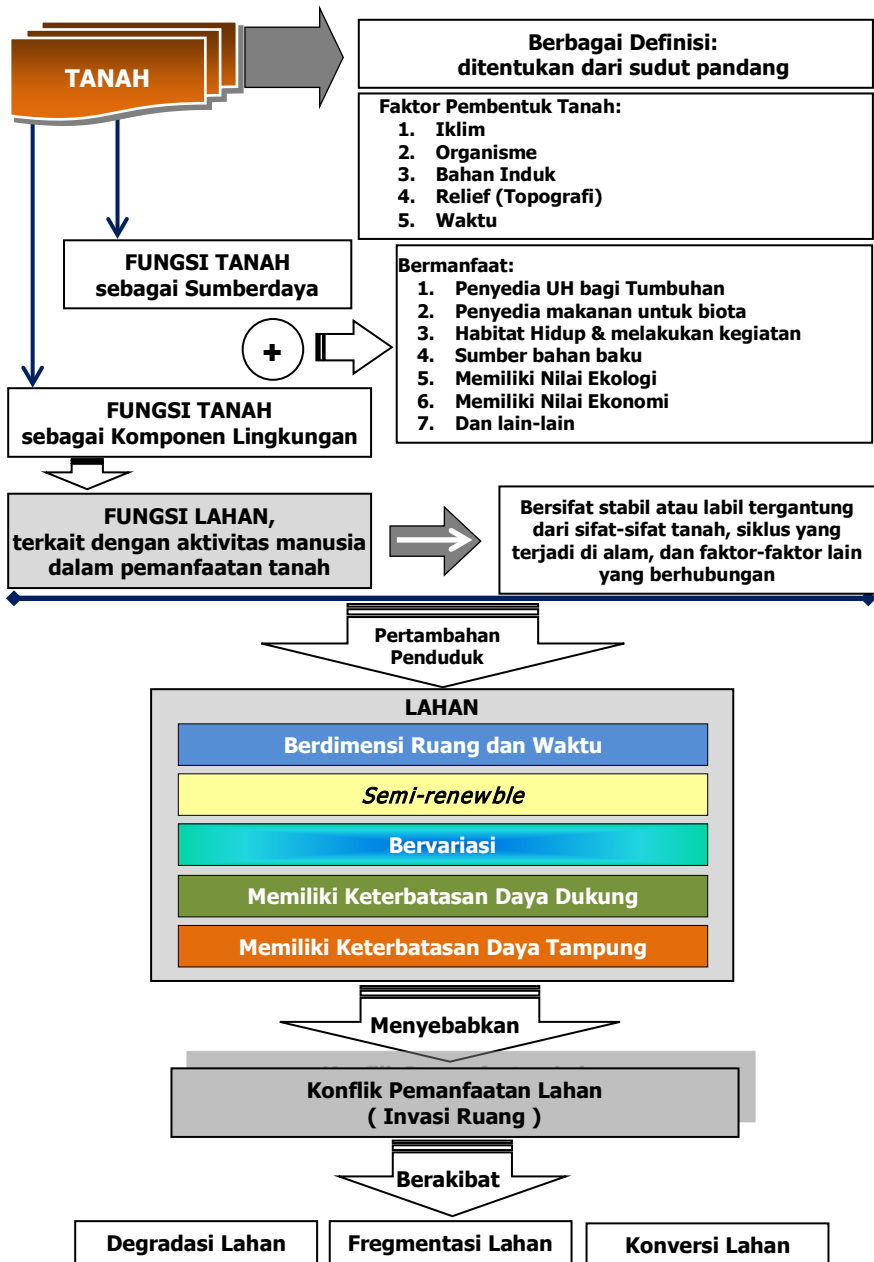 TANAH
Berbagai Definisi:
ditentukan dari sudut pandang
Faktor Pembentuk Tanah:
1. Iklim
2. Organisme
3. Bahan Induk
4. Relief (Topografi)
5. Waktu
FUNGSI TANAH
sebagai Sumberdaya
+
Bermanfaat:
1. Penyedia UH bagi Tumbuhan
2. Penyedia makanan untuk biota
3. Habitat Hidup & melakukan kegiatan
4. Sumber bahan baku
5. Memiliki Nilai Ekologi
6. Memiliki Nilai Ekonomi
7. Dan lain-lain
FUNGSI TANAH
sebagai Komponen Lingkungan
FUNGSI LAHAN,
terkait dengan aktivitas manusia
dalam pemanfaatan tanah
Bersifat stabil atau labil tergantung
dari sifat-sifat tanah, siklus yang
terjadi di alam, dan faktor-faktor lain
yang berhubungan
Pertambahan
Penduduk
LAHAN
Berdimensi Ruang dan Waktu
Semi-renewble
Bervariasi
Memiliki Keterbatasan Daya Dukung
Memiliki Keterbatasan Daya Tampung
Menyebabkan
Konflik Pemanfaatan Lahan
( Invasi Ruang )
Berakibat
Degradasi Lahan
Fregmentasi Lahan
Konversi Lahan